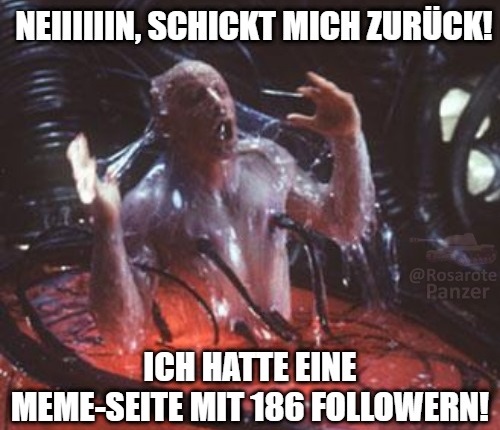 NEIIIIIIN, SCHICKT MICH ZURÜCK!
@Rosarote
Panzer
ICH HATTE EINE
MEME-SEITE MIT 186 FOLLOWERN!